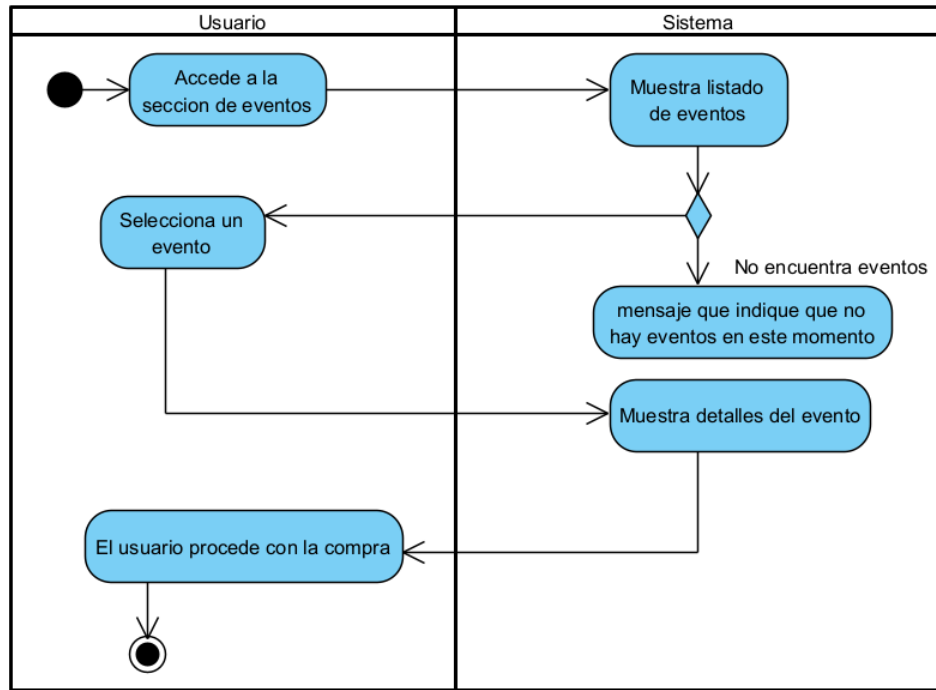 Usuario
Sistema
Accede a la
seccion de eventos
Muestra listado
de eventos
Selecciona un
evento
No encuentra eventos
mensaje que indique que no
hay eventos en este momento
Muestra detalles del evento
El usuario procede con la compra